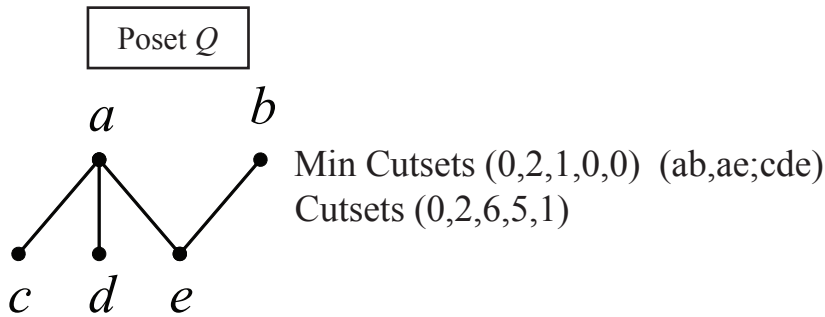 Poset Q
a
b
Min Cutsets (0,2,1,0,0) (ab,ae;cde)
Cutsets (0,2,6,5,1)
c d e